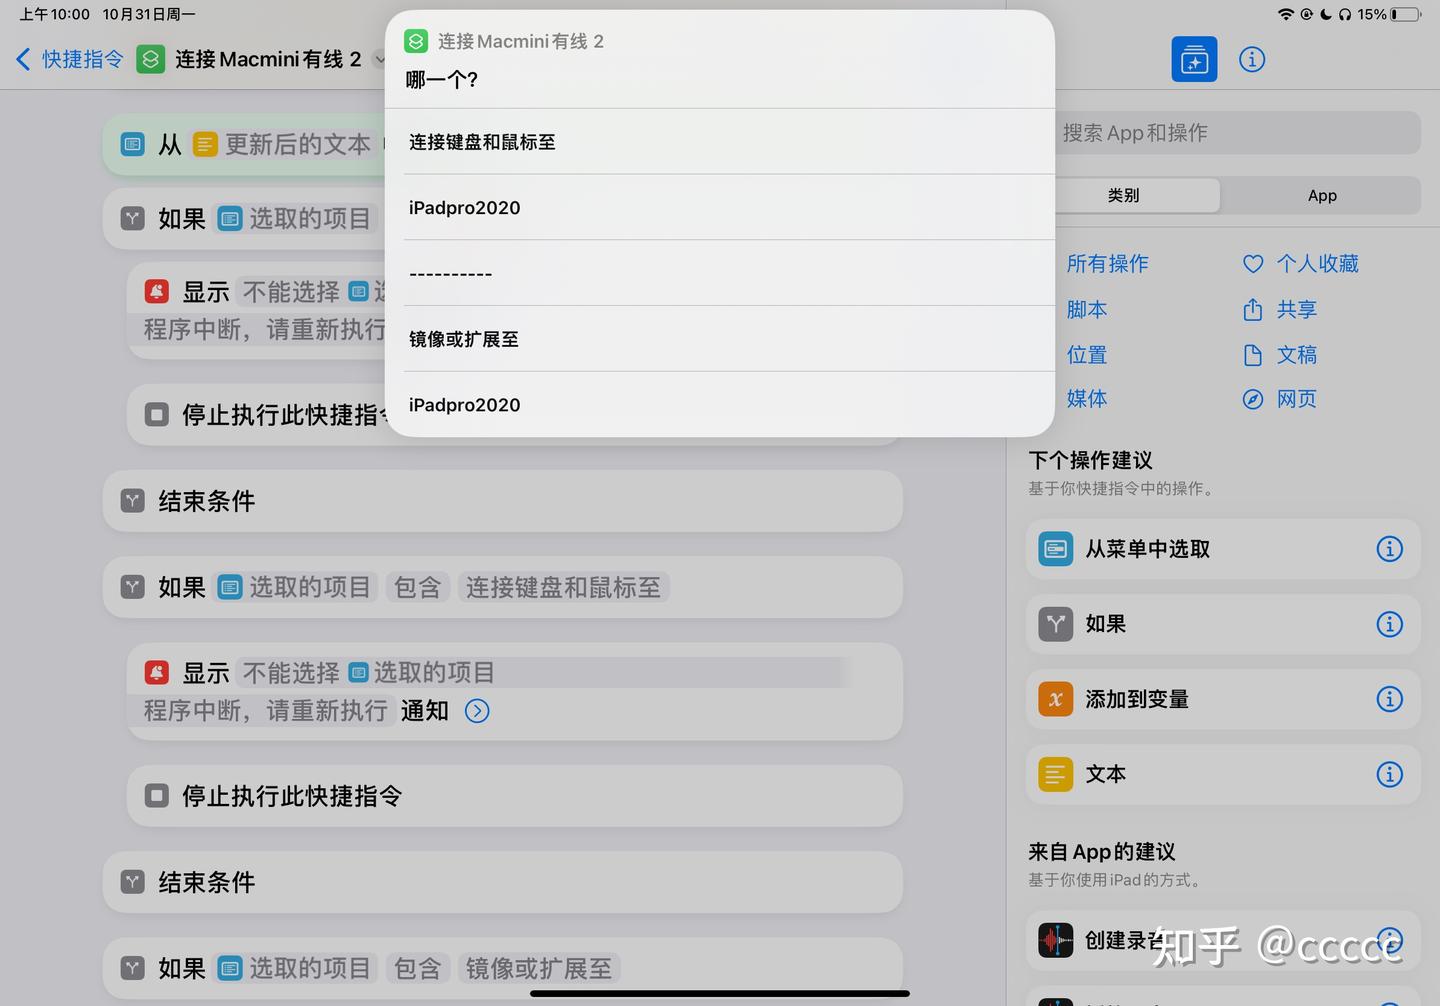 上午10:00 10月31日周一
15%
快捷指令
连接Macmini有线 2
连接Macmini有线 2
哪一个?
连接键盘和鼠标至
iPadpro2020
----------
镜像或扩展至
iPadpro2020
从 更新后的文本
如果 选取的项目
显示 不能选择
程序中断，请重新执行
停止执行此快捷指令
结束条件
如果 选取的项目 包含 连接键盘和鼠标至
显示 不能选择 选取的项目
程序中断，请重新执行 通知
停止执行此快捷指令
结束条件
如果 选取的项目 包含 镜像或扩展至
搜索App和操作
类别 App
所有操作 个人收藏
脚本 共享
位置 文稿
媒体 网页
下个操作建议
基于你快捷指令中的操作。
从菜单中选取
如果
添加到变量
文本
来自App的建议
基于你使用iPad的方式。
创建录音
知乎 @ccccc